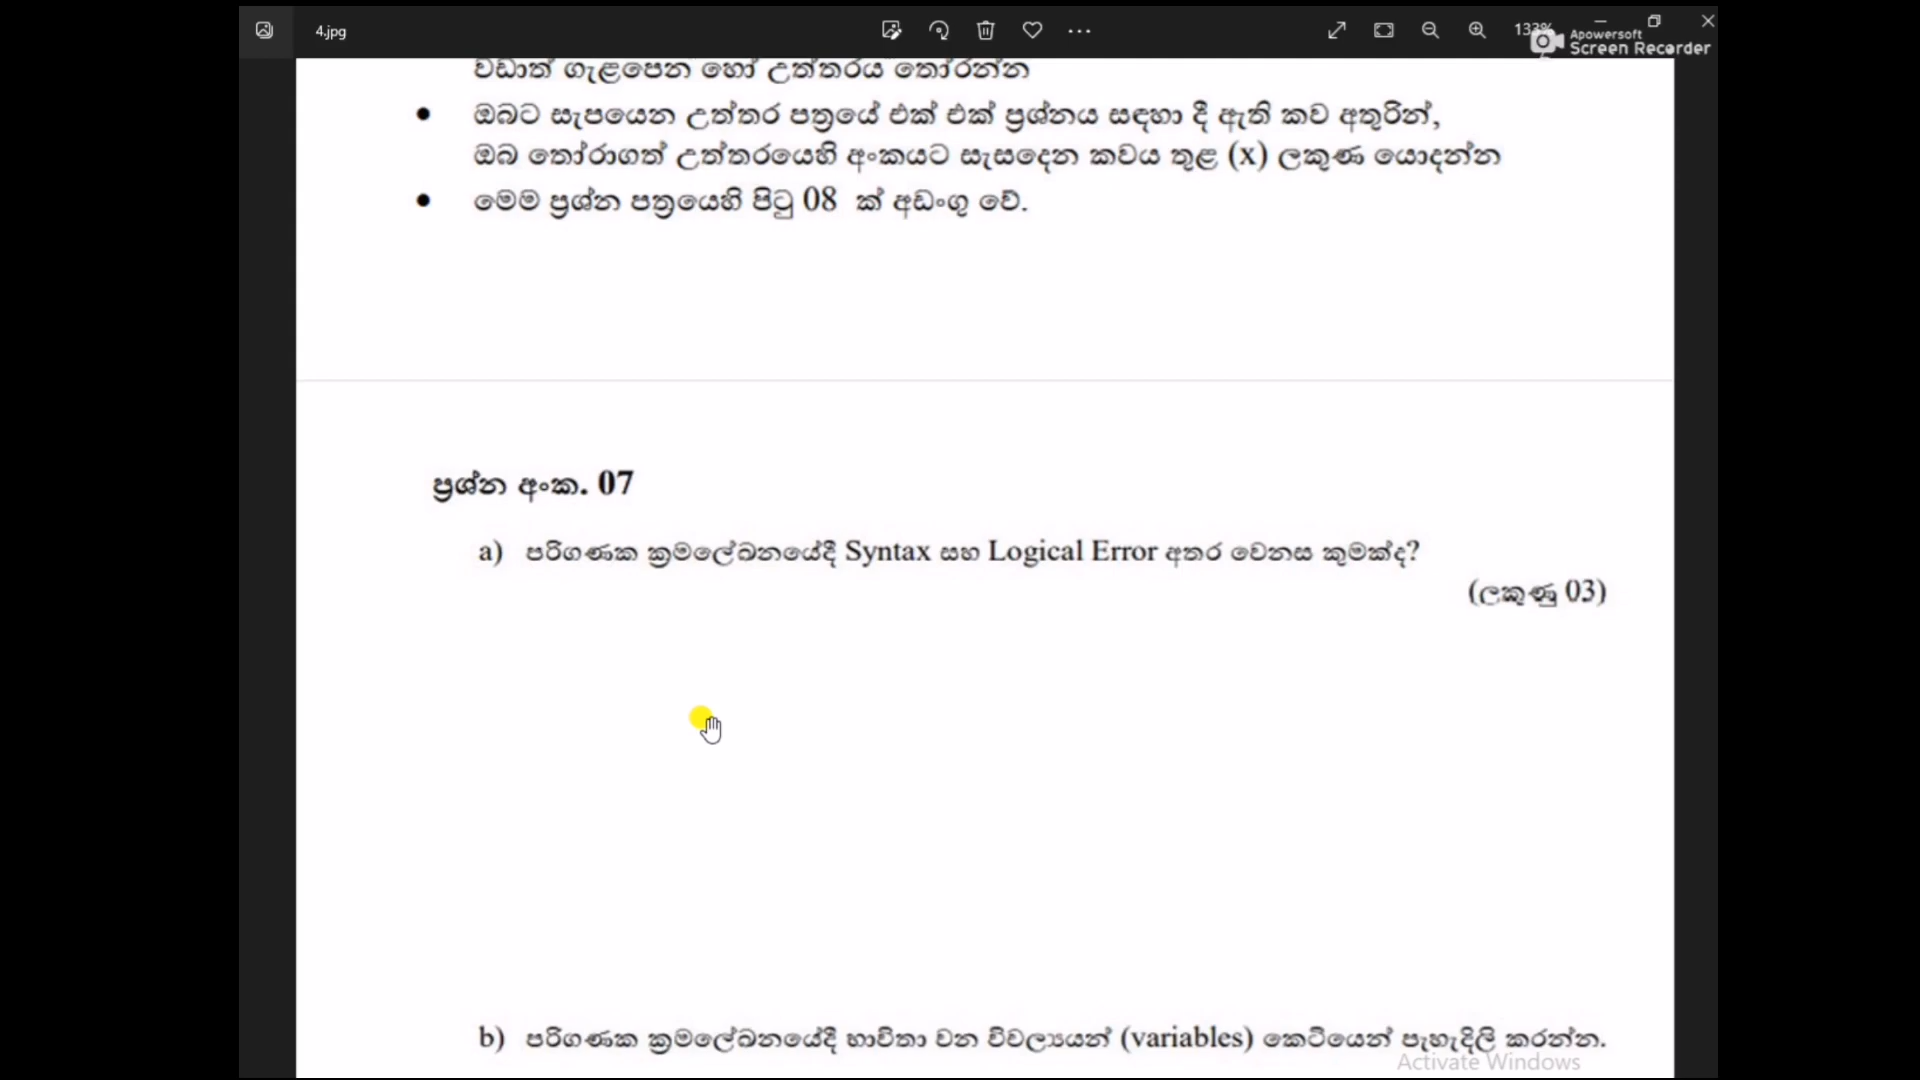 4.jpg
133%
Apowersoft
Screen Recorder
වඩාත් ගැළපෙන හෝ උත්තරය තෝරන්න
• ඔබට සැපයෙන උත්තර පත්‍රයේ එක් එක් ප්‍රශ්නය සඳහා දී ඇති කව අතුරින්,
ඔබ තෝරාගත් උත්තරයෙහි අංකයට සැසදෙන කවය තුළ (x) ලකුණ යොදන්න
• මෙම ප්‍රශ්න පත්‍රයෙහි පිටු 08 ක් අඩංගු වේ.
ප්‍රශ්න අංක. 07
a) පරිගණක ක්‍රමලේඛනයේදී Syntax සහ Logical Error අතර වෙනස කුමක්ද?
(ලකුණු 03)
b) පරිගණක ක්‍රමලේඛනයේදී භාවිතා වන විචල්‍යයන් (variables) කෙටියෙන් පැහැදිලි කරන්න.
Activate Windows